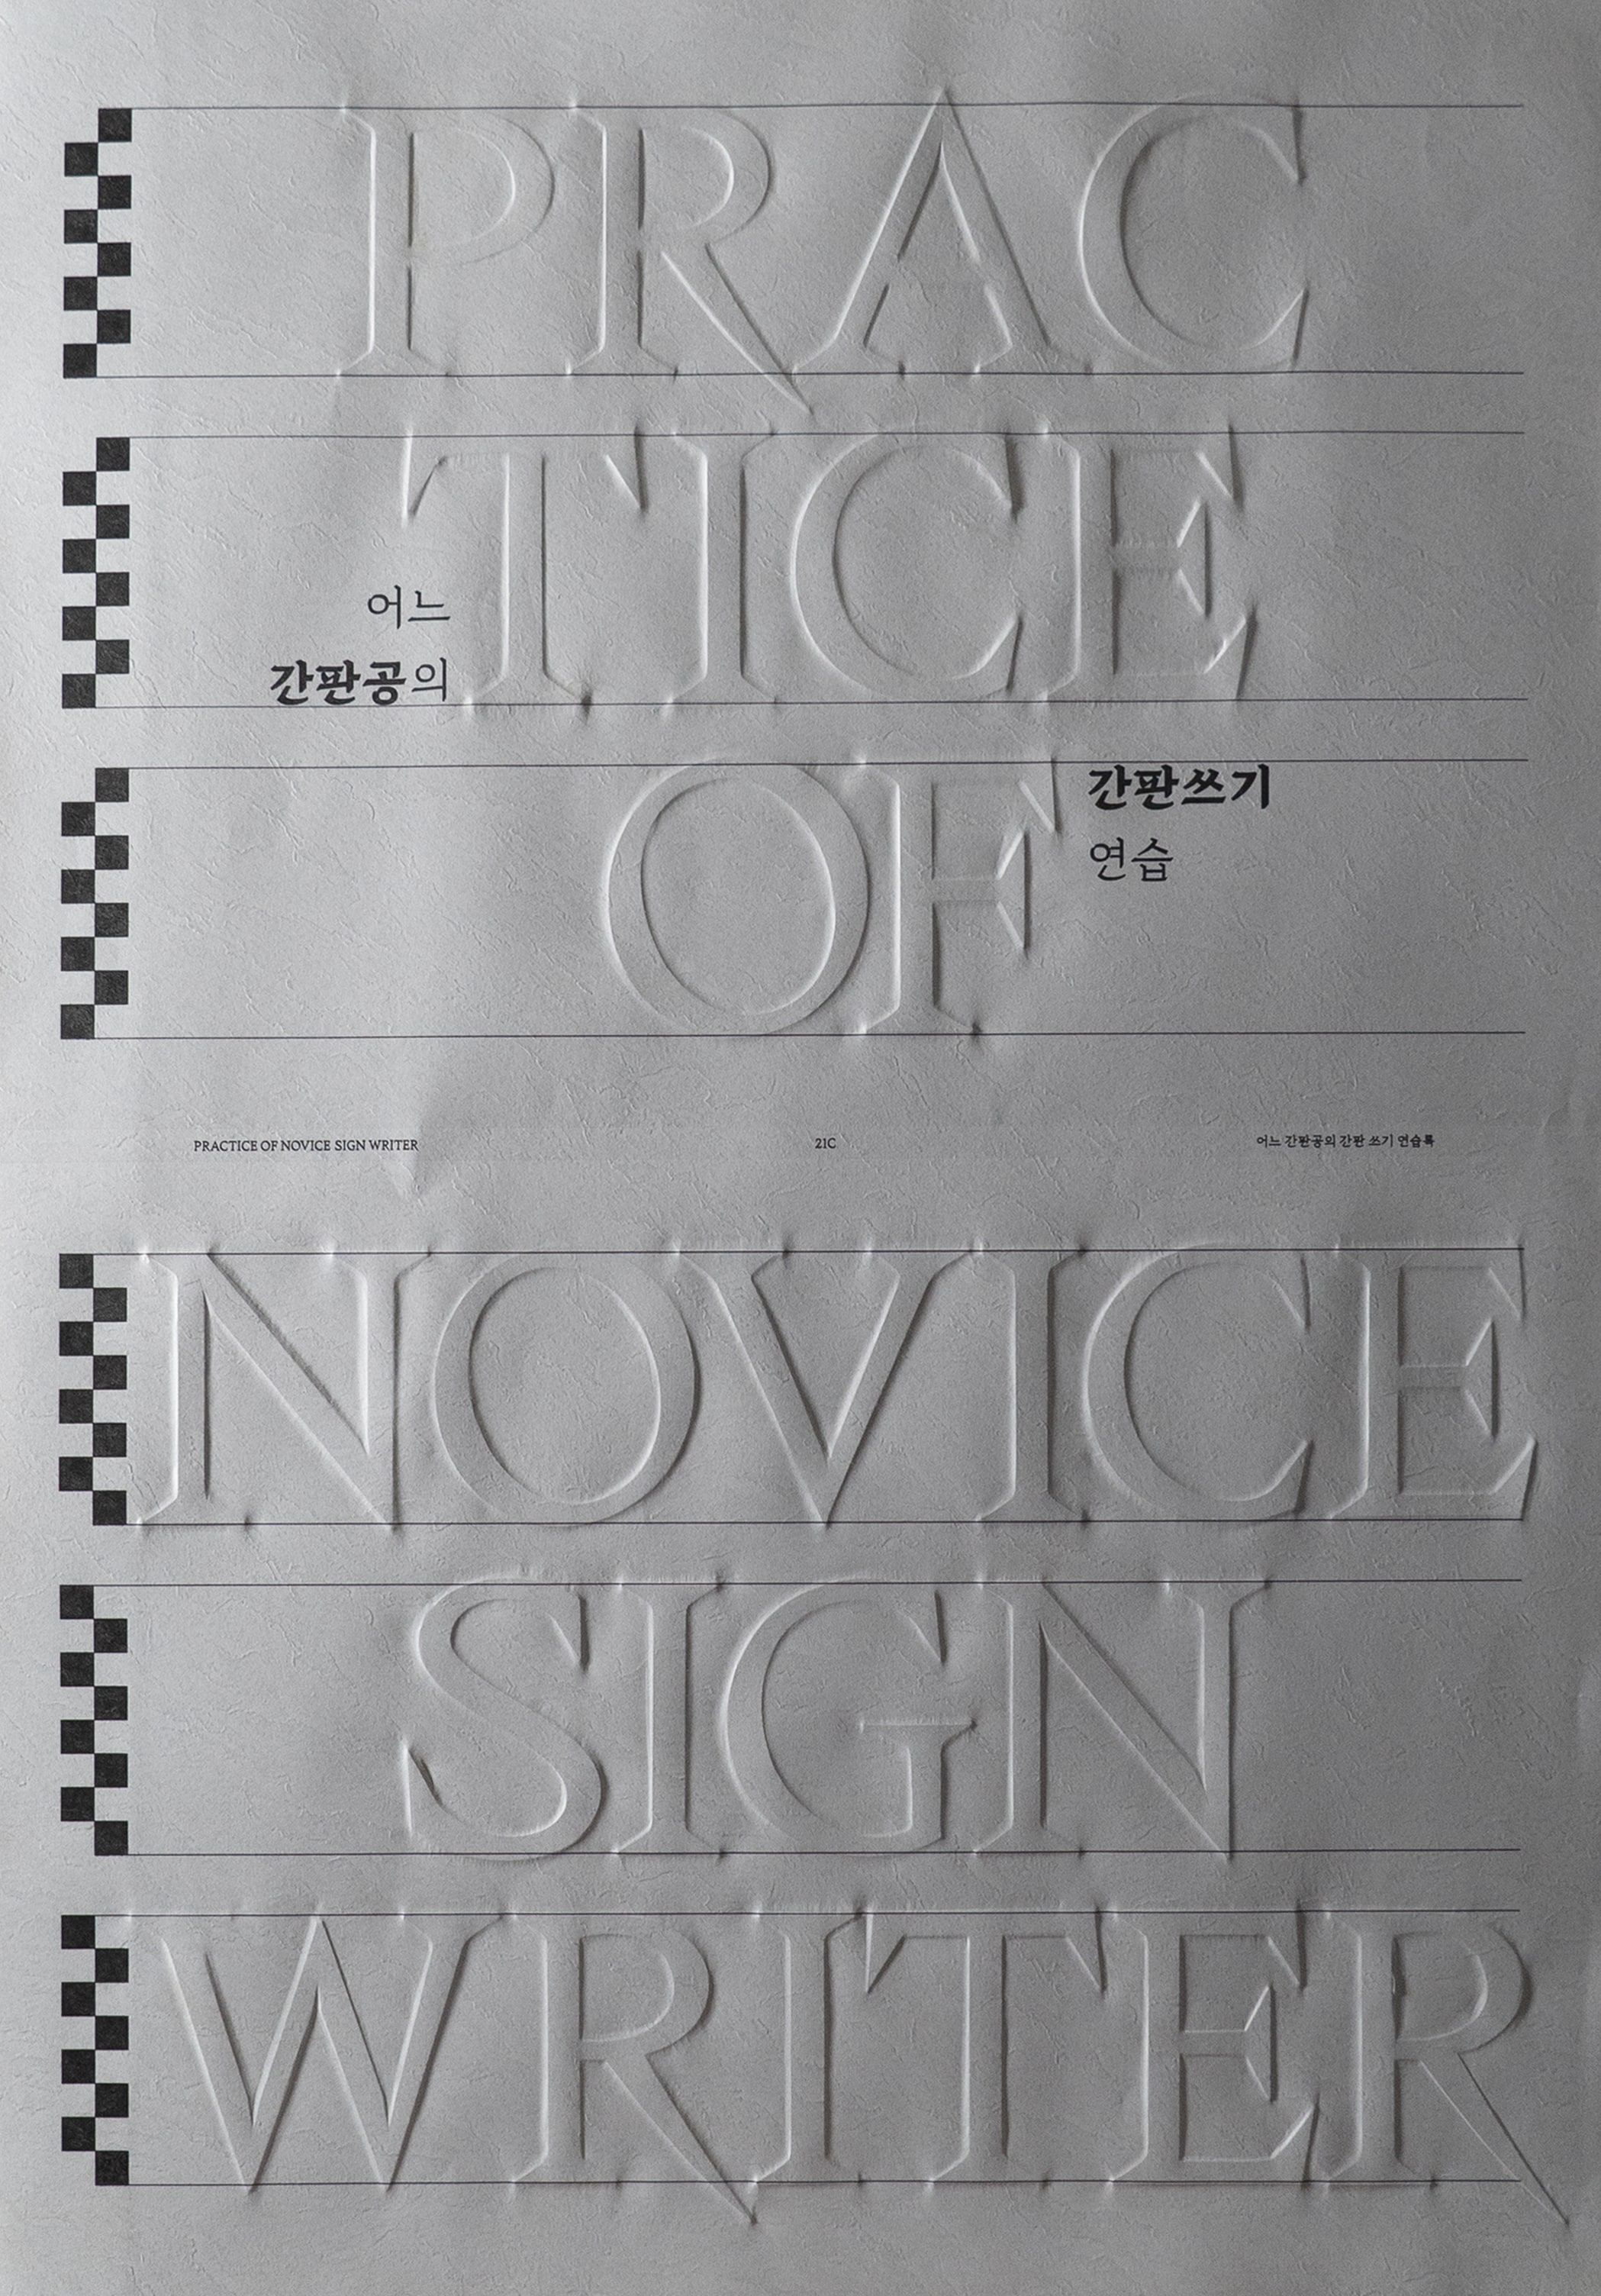 PRAC
TICE
어느
간판공의
OF
간판쓰기
연습
PRACTICE OF NOVICE SIGN WRITER
21C
어느 간판공의 간판 쓰기 연습록
NOVICE
SIGN
WRITER